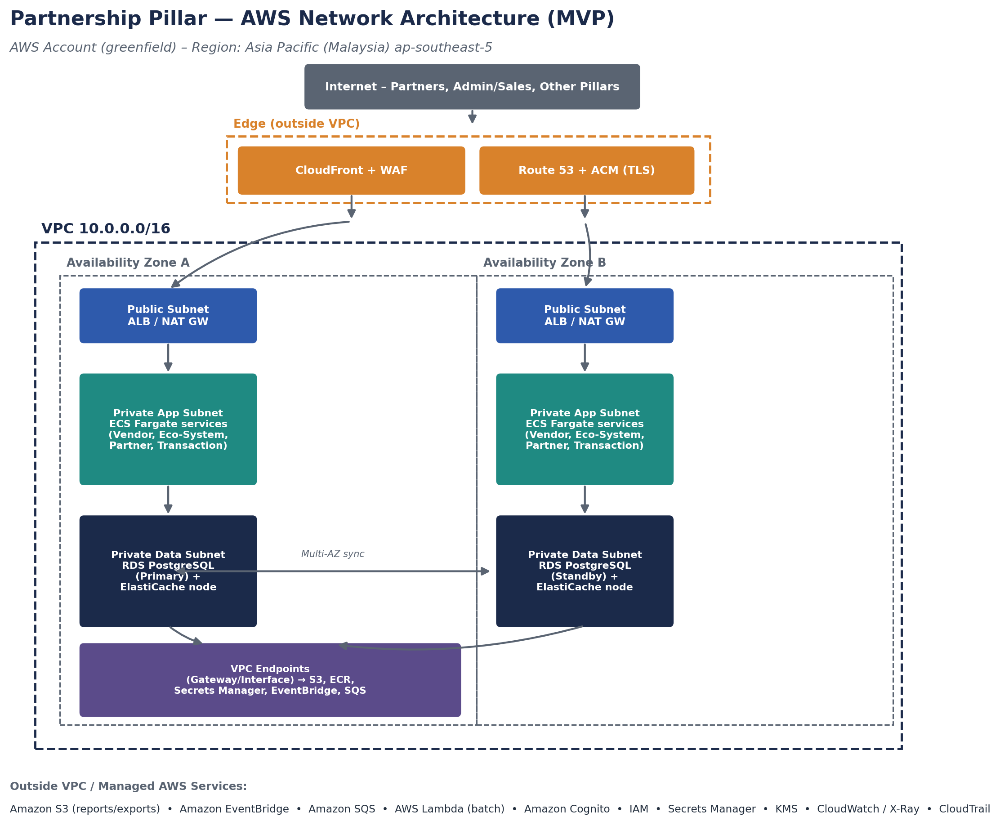 Partnership Pillar — AWS Network Architecture (MVP)
AWS Account (greenfield) – Region: Asia Pacific (Malaysia) ap-southeast-5
Internet – Partners, Admin/Sales, Other Pillars
Edge (outside VPC)
CloudFront + WAF
Route 53 + ACM (TLS)
VPC 10.0.0.0/16
Availability Zone A
Availability Zone B
Public Subnet
ALB / NAT GW
Public Subnet
ALB / NAT GW
Private App Subnet
ECS Fargate services
(Vendor, Eco-System,
Partner, Transaction)
Private App Subnet
ECS Fargate services
(Vendor, Eco-System,
Partner, Transaction)
Private Data Subnet
RDS PostgreSQL
(Primary) +
ElastiCache node
Multi-AZ sync
Private Data Subnet
RDS PostgreSQL
(Standby) +
ElastiCache node
VPC Endpoints
(Gateway/Interface) → S3, ECR,
Secrets Manager, EventBridge, SQS
Outside VPC / Managed AWS Services:
Amazon S3 (reports/exports) • Amazon EventBridge • Amazon SQS • AWS Lambda (batch) • Amazon Cognito • IAM • Secrets Manager • KMS • CloudWatch / X-Ray • CloudTrail